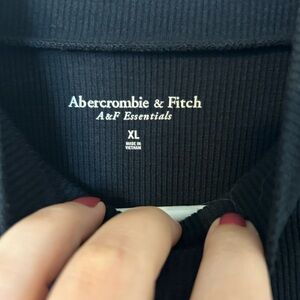 Abercrombie & Fitch
A&F Essentials
XL
MADE IN
VIETNAM